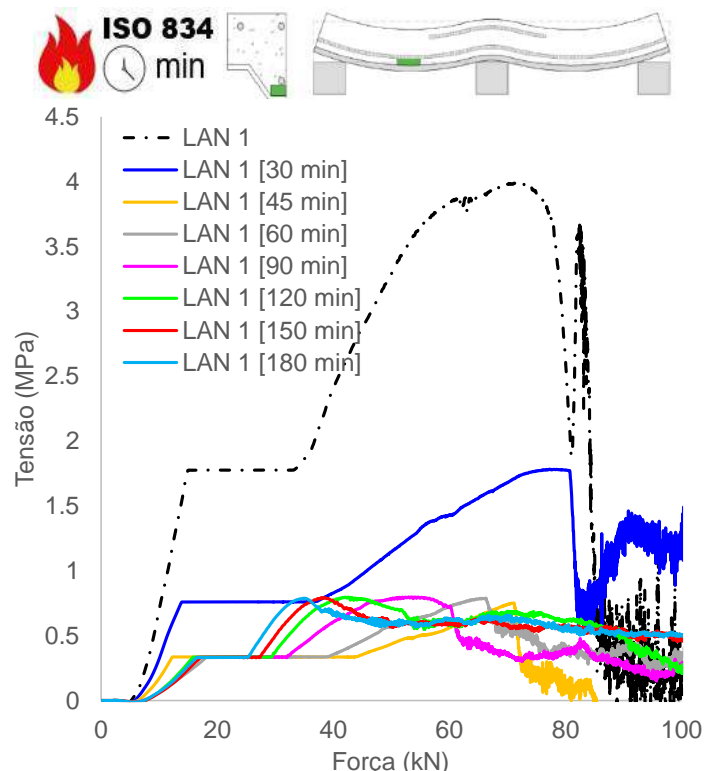 ISO 834
min
4.5
4
3.5
3
2.5
2
1.5
1
0.5
0
Tensão (MPa)
LAN 1
LAN 1 [30 min]
LAN 1 [45 min]
LAN 1 [60 min]
LAN 1 [90 min]
LAN 1 [120 min]
LAN 1 [150 min]
LAN 1 [180 min]
0 20 40 60 80 100
Força (kN)